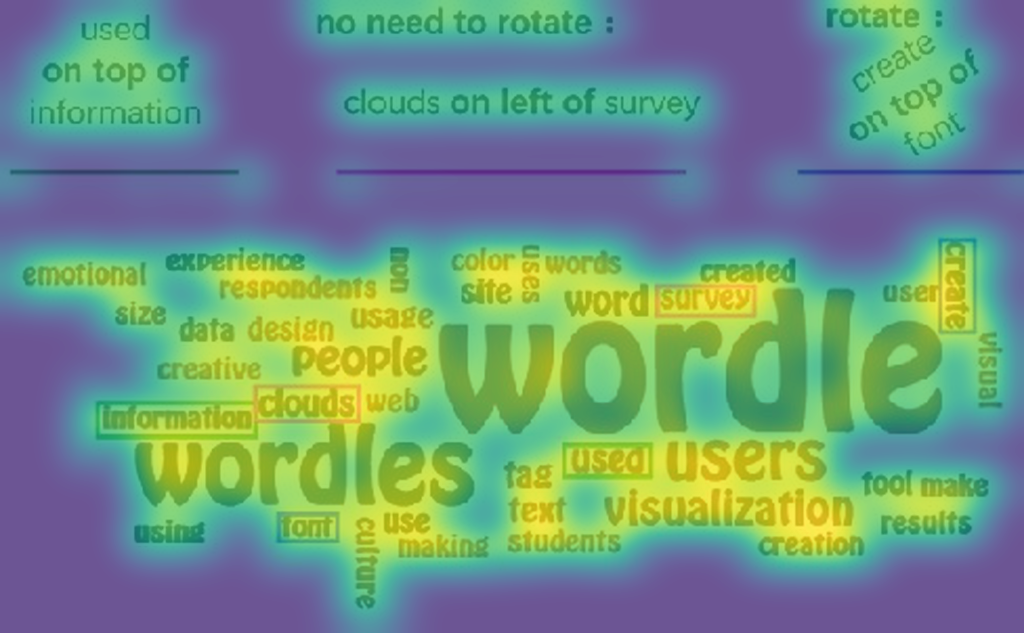 used
on top of
information
no need to rotate :
clouds on left of survey
rotate :
create
on top of
font
emotional
experience
non
color
uses
words
created
create
respondents
site
word
survey
user
size
data
design
usage
wordle
visual
creative
people
information
clouds
web
wordles
tag
used
users
tool
make
text
visualization
results
using
font
culture
use
making
students
creation